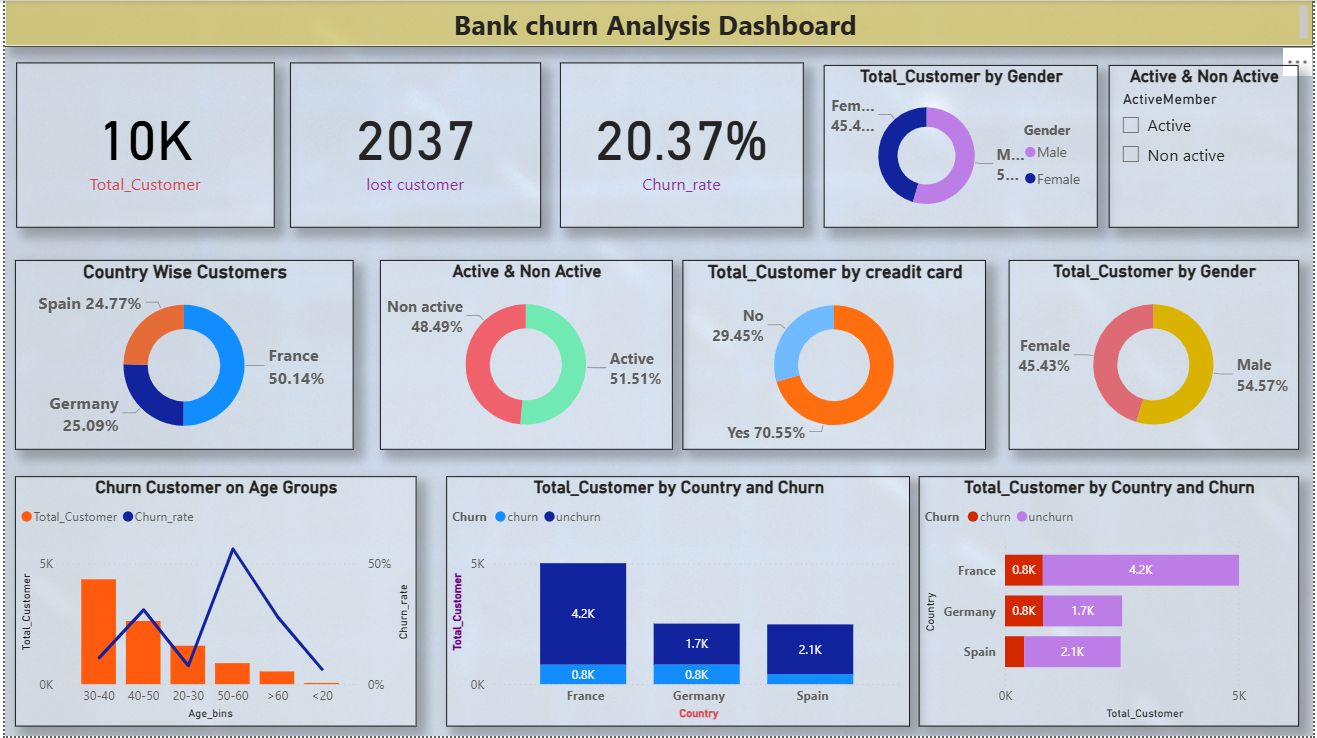 Bank churn Analysis Dashboard
10K
Total_Customer
2037
lost customer
20.37%
Churn_rate
Total_Customer by Gender
Fem...
45.4...
M...
5...
Gender
Male
Female
Active & Non Active
ActiveMember
Active
Non active
Country Wise Customers
Spain 24.77%
France
50.14%
Germany
25.09%
Active & Non Active
Non active
48.49%
Active
51.51%
Total_Customer by creadit card
No
29.45%
Yes 70.55%
Total_Customer by Gender
Female
45.43%
Male
54.57%
Churn Customer on Age Groups
Total_Customer Churn_rate
Total_Customer
5K
0K
50%
0%
Churn_rate
30-40 40-50 20-30 50-60 >60 <20
Age_bins
Total_Customer by Country and Churn
Churn churn unchurn
Total_Customer
5K
0K
4.2K
0.8K
1.7K
0.8K
2.1K
France Germany Spain
Country
Total_Customer by Country and Churn
Churn churn unchurn
Country
France 0.8K 4.2K
Germany 0.8K 1.7K
Spain 2.1K
0K 5K
Total_Customer